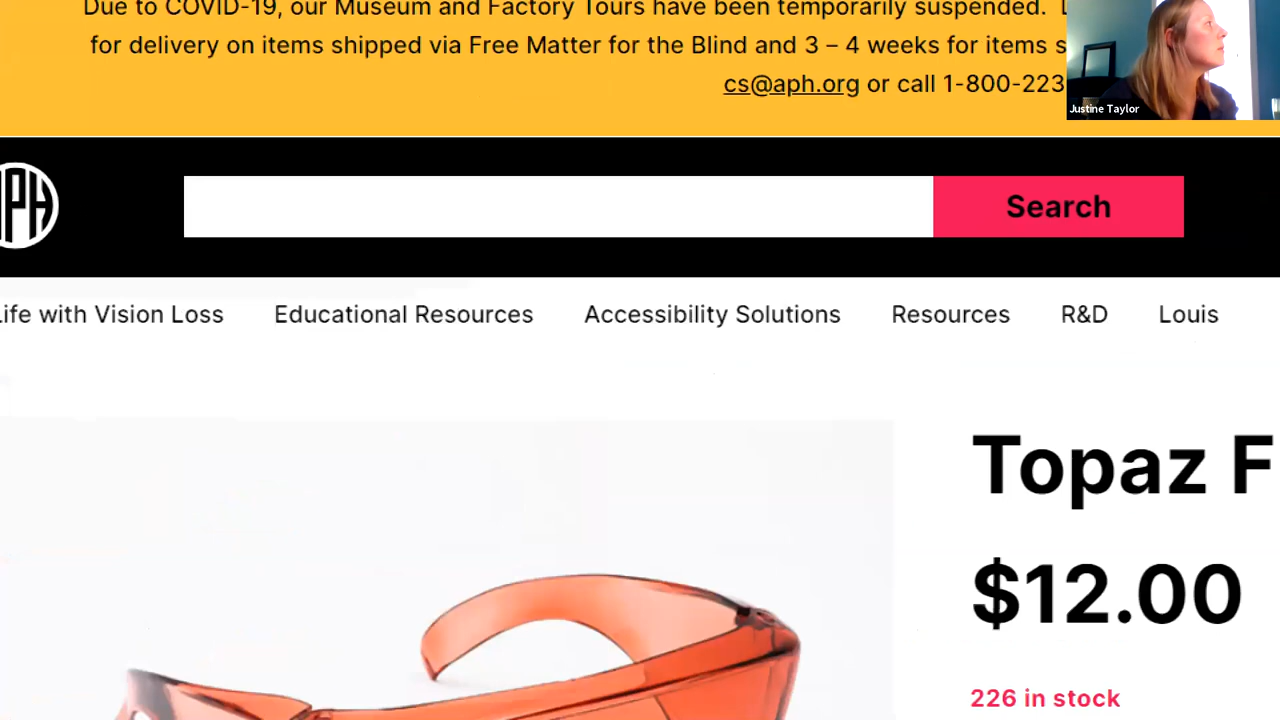 Due to COVID-19, our Museum and Factory Tours have been temporarily suspended.
for delivery on items shipped via Free Matter for the Blind and 3 – 4 weeks for items s
cs@aph.org or call 1-800-223
Justine Taylor
APH
Search
Life with Vision Loss
Educational Resources
Accessibility Solutions
Resources
R&D
Louis
Topaz F
$12.00
226 in stock